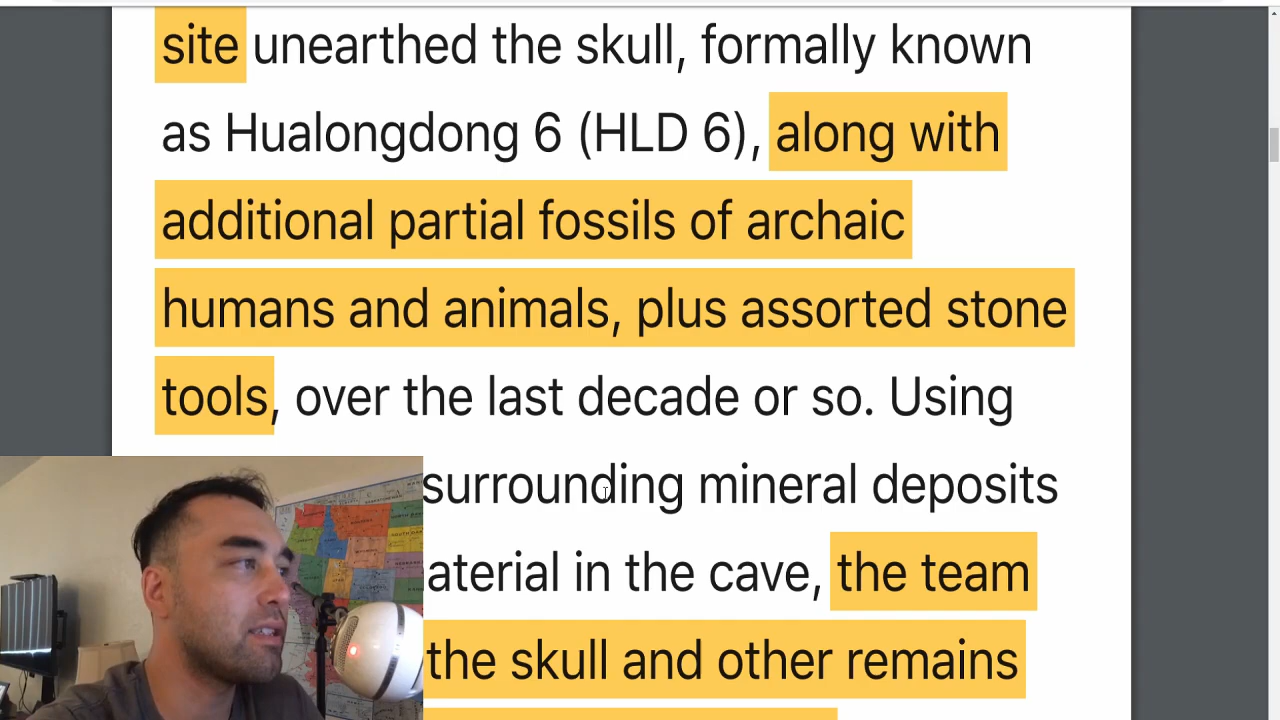 site unearthed the skull, formally known
as Hualongdong 6 (HLD 6), along with
additional partial fossils of archaic
humans and animals, plus assorted stone
tools, over the last decade or so. Using
surrounding mineral deposits
aterial in the cave, the team
the skull and other remains